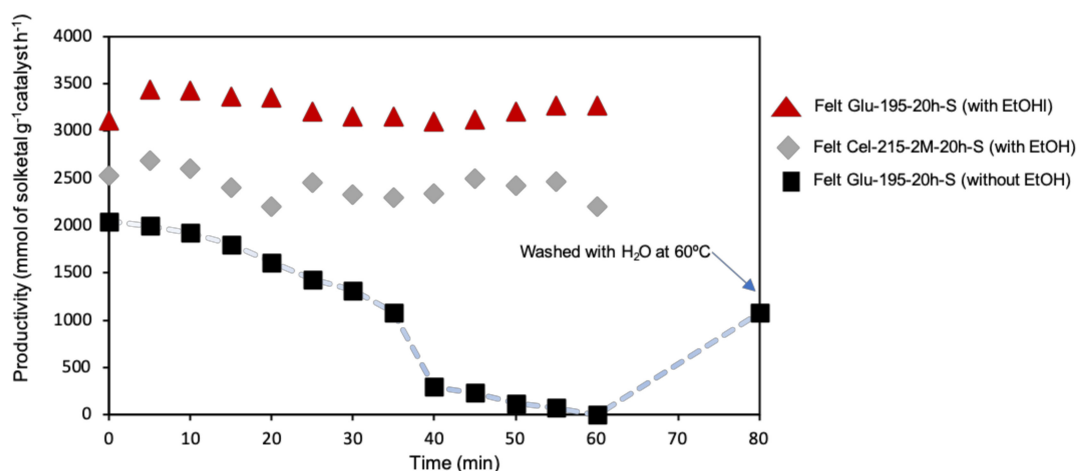 Productivity (mmol of solketal g⁻¹catalyst h⁻¹)
4000
3500
3000
2500
2000
1500
1000
500
0
0 10 20 30 40 50 60 70 80
Time (min)
Washed with H₂O at 60ºC
Felt Glu-195-20h-S (with EtOHl)
Felt Cel-215-2M-20h-S (with EtOH)
Felt Glu-195-20h-S (without EtOH)